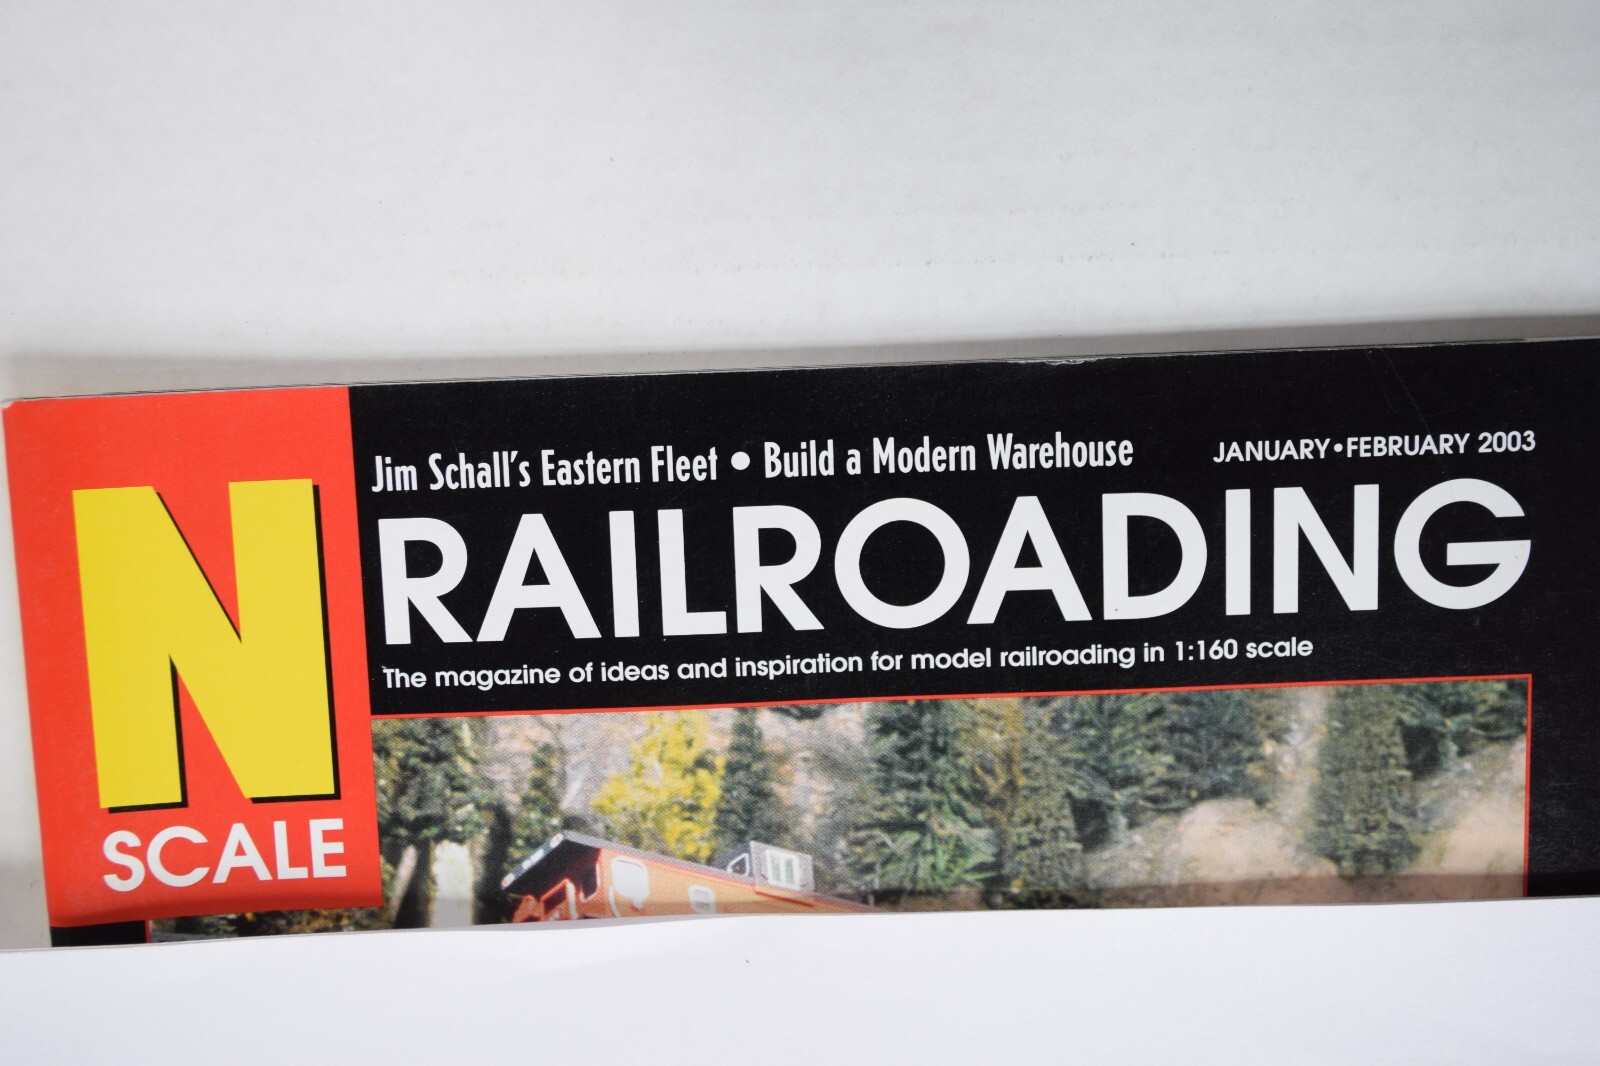 Jim Schall's Eastern Fleet • Build a Modern Warehouse
JANUARY•FEBRUARY 2003
N
SCALE
RAILROADING
The magazine of ideas and inspiration for model railroading in 1:160 scale